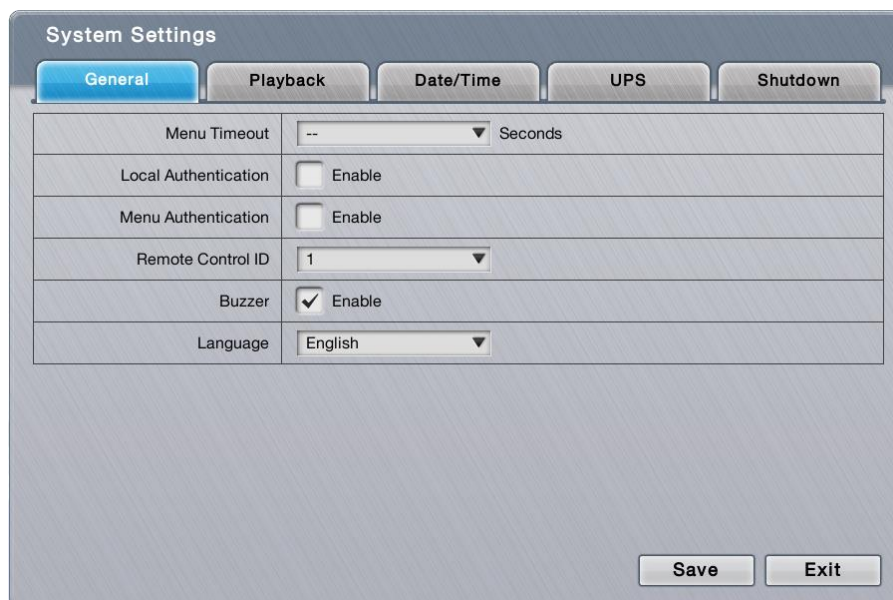 System Settings
General Playback Date/Time UPS Shutdown
Menu Timeout -- Seconds
Local Authentication Enable
Menu Authentication Enable
Remote Control ID 1
Buzzer Enable
Language English
Save Exit